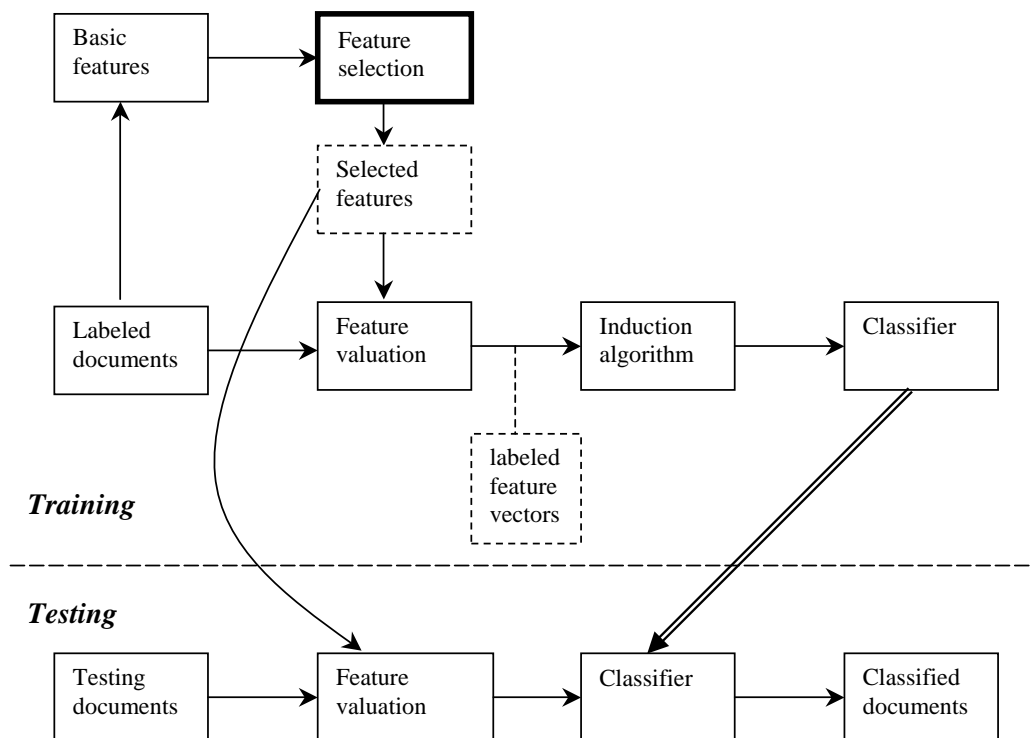 Basic
features
Feature
selection
Selected
features
Labeled
documents
Feature
valuation
Induction
algorithm
Classifier
labeled
feature
vectors
Training
Testing
Testing
documents
Feature
valuation
Classifier
Classified
documents